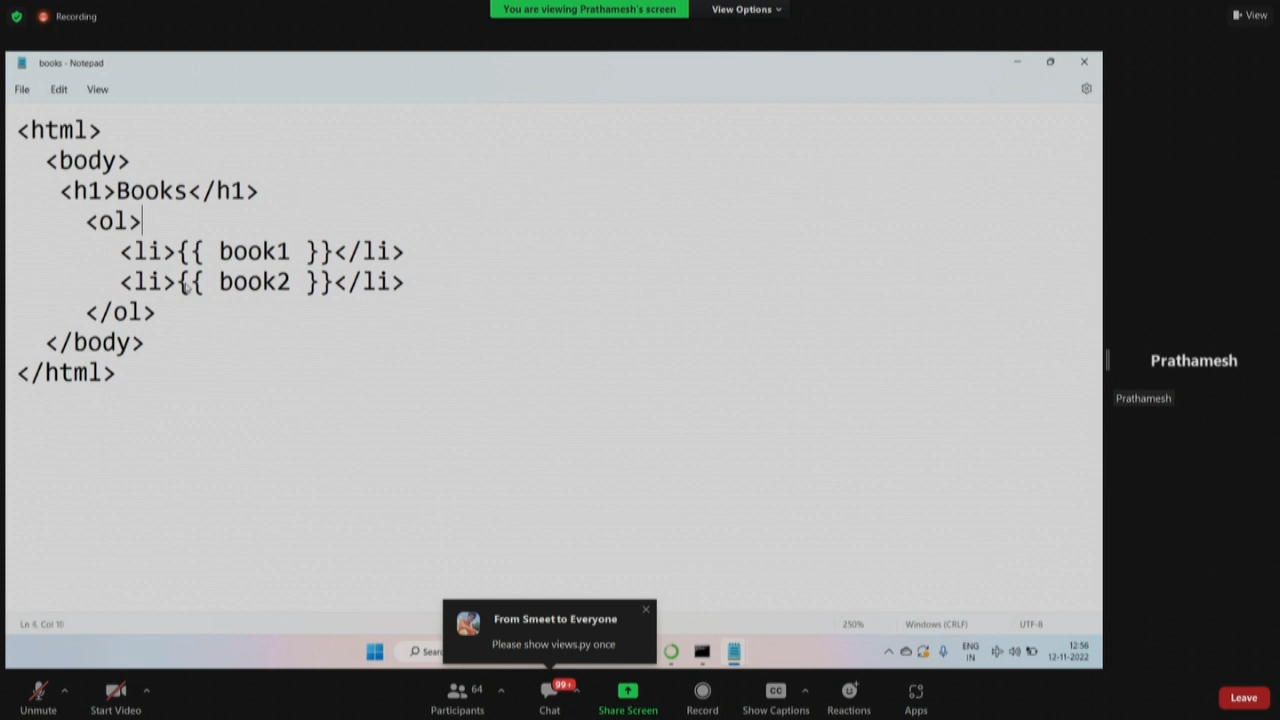 Recording
You are viewing Prathamesh's screen
View Options
View
books - Notepad
File Edit View
<html>
<body>
<h1>Books</h1>
<ol>
<li>{{ book1 }}</li>
<li>{{ book2 }}</li>
</ol>
</body>
</html>
Prathamesh
Prathamesh
From Smeet to Everyone
Please show views.py once
Ln 4, Col 10
250%
Windows (CRLF)
UTF-8
Sear
ENG
IN
12:56
12-11-2022
Unmute
Start Video
64
Participants
99+
Chat
Share Screen
Record
CC
Show Captions
Reactions
Apps
Leave